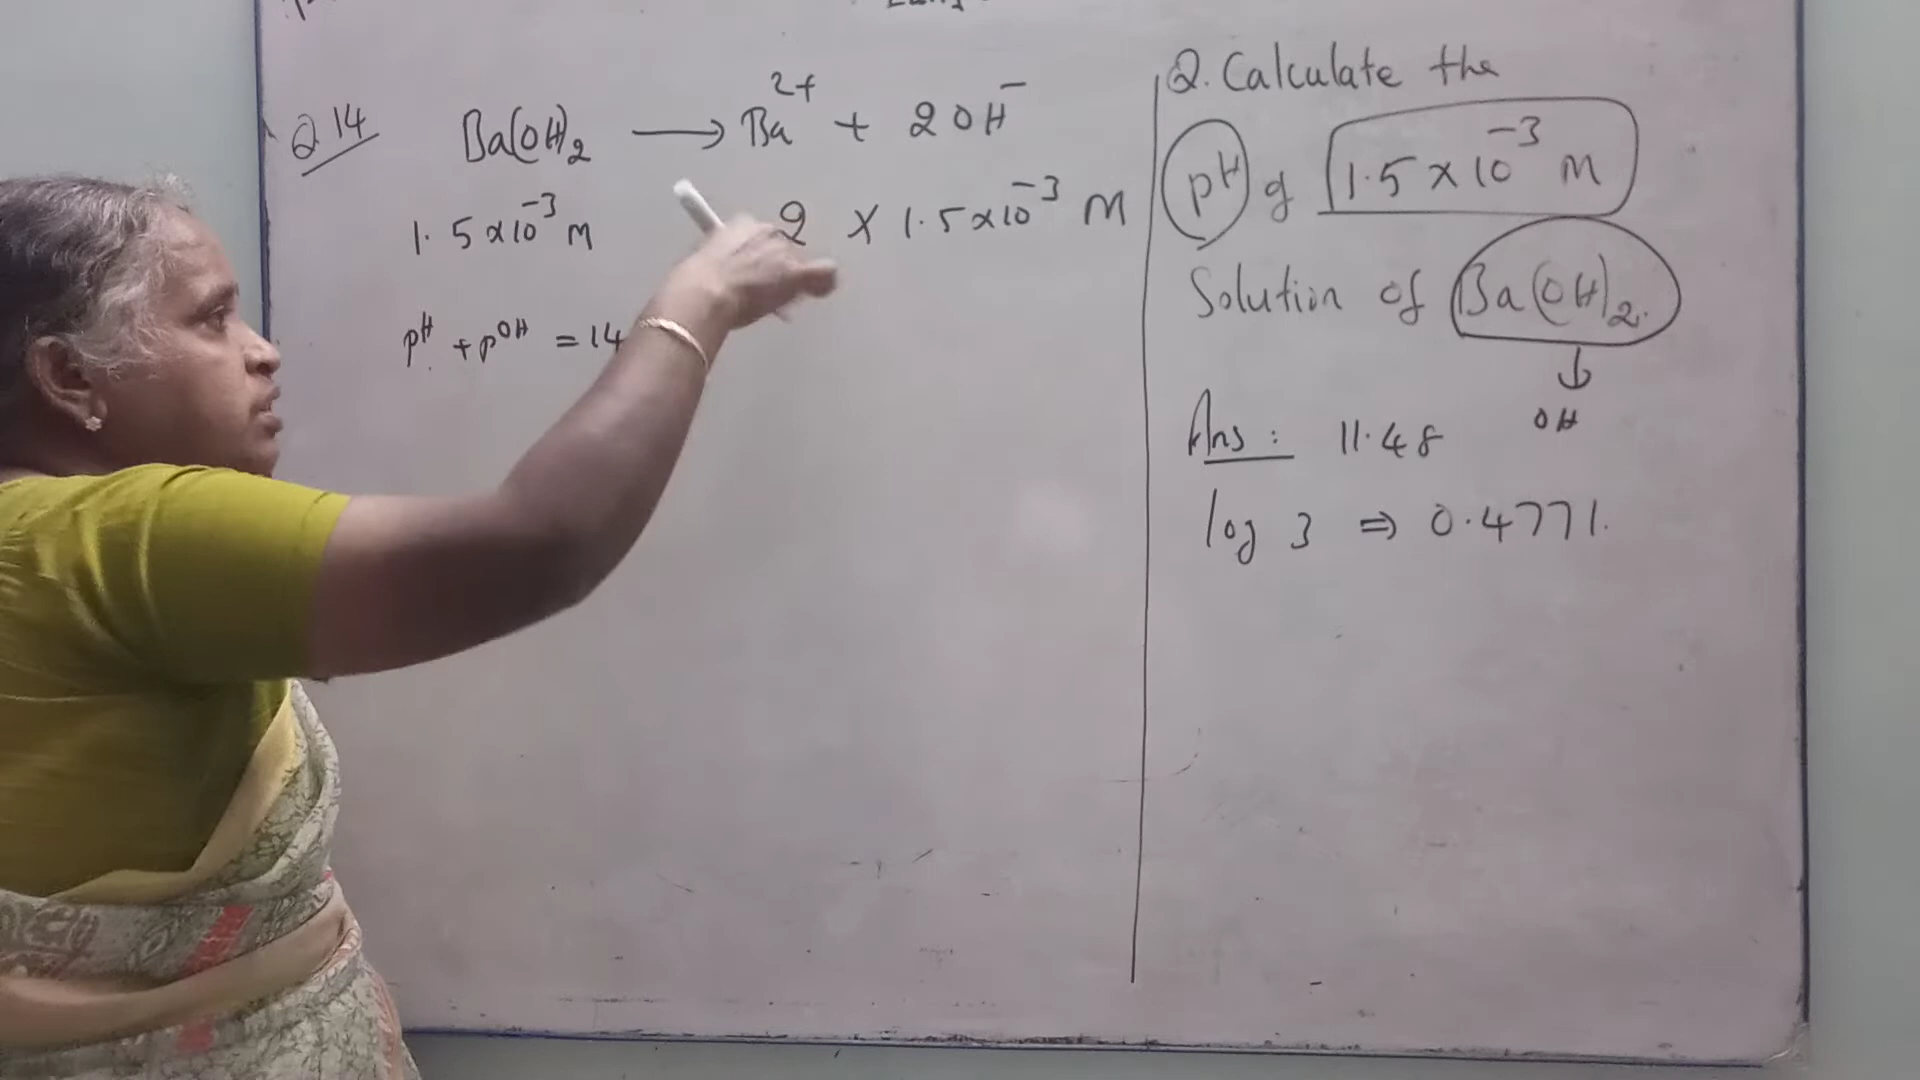 Q 14
Ba(OH)₂ ⟶ Ba²⁺ + 2OH⁻
1.5×10⁻³ M 2 × 1.5×10⁻³ M
pH + pOH = 14
Q. Calculate the
pH of 1.5×10⁻³ M
Solution of Ba(OH)₂.
↓
OH
Ans: 11.48
log 3 ⇒ 0.4771.